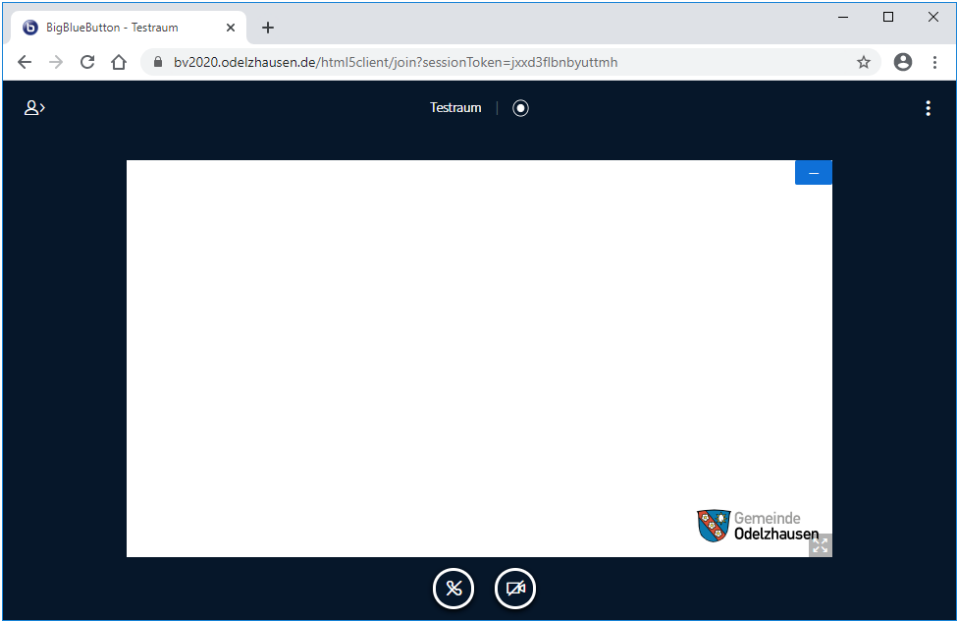 BigBlueButton - Testraum
bv2020.odelzhausen.de/html5client/join?sessionToken=jxxd3flbnbyuttmh
Testraum
Gemeinde
Odelzhausen